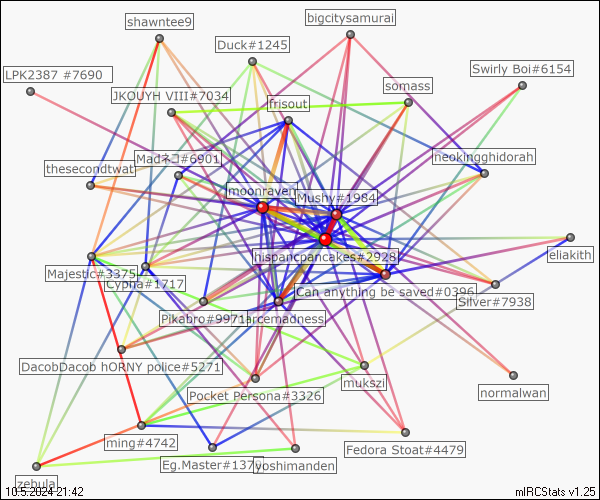 shawntee9
bigcitysamurai
Duck#1245
LPK2387 #7690
Swirly Boi#6154
somass
JKOUYH VIII#7034
frisout
Madネコ#6901
neokingghidorah
thesecondtwat
moonraven
Mushy#1984
hispancpancakes#2928
eliakith
Majestic#3375
Cypha#1717
Can anything be saved#0396
Silver#7938
Pikahro#9971
arcemadness
DacobDacob hORNY police#5271
mukszi
Pocket Persona#3326
normalwan
ming#4742
Fedora Stoat#4479
Eg.Master#137
yoshimanden
zebula
10.5.2024 21:42
mIRCStats v1.25